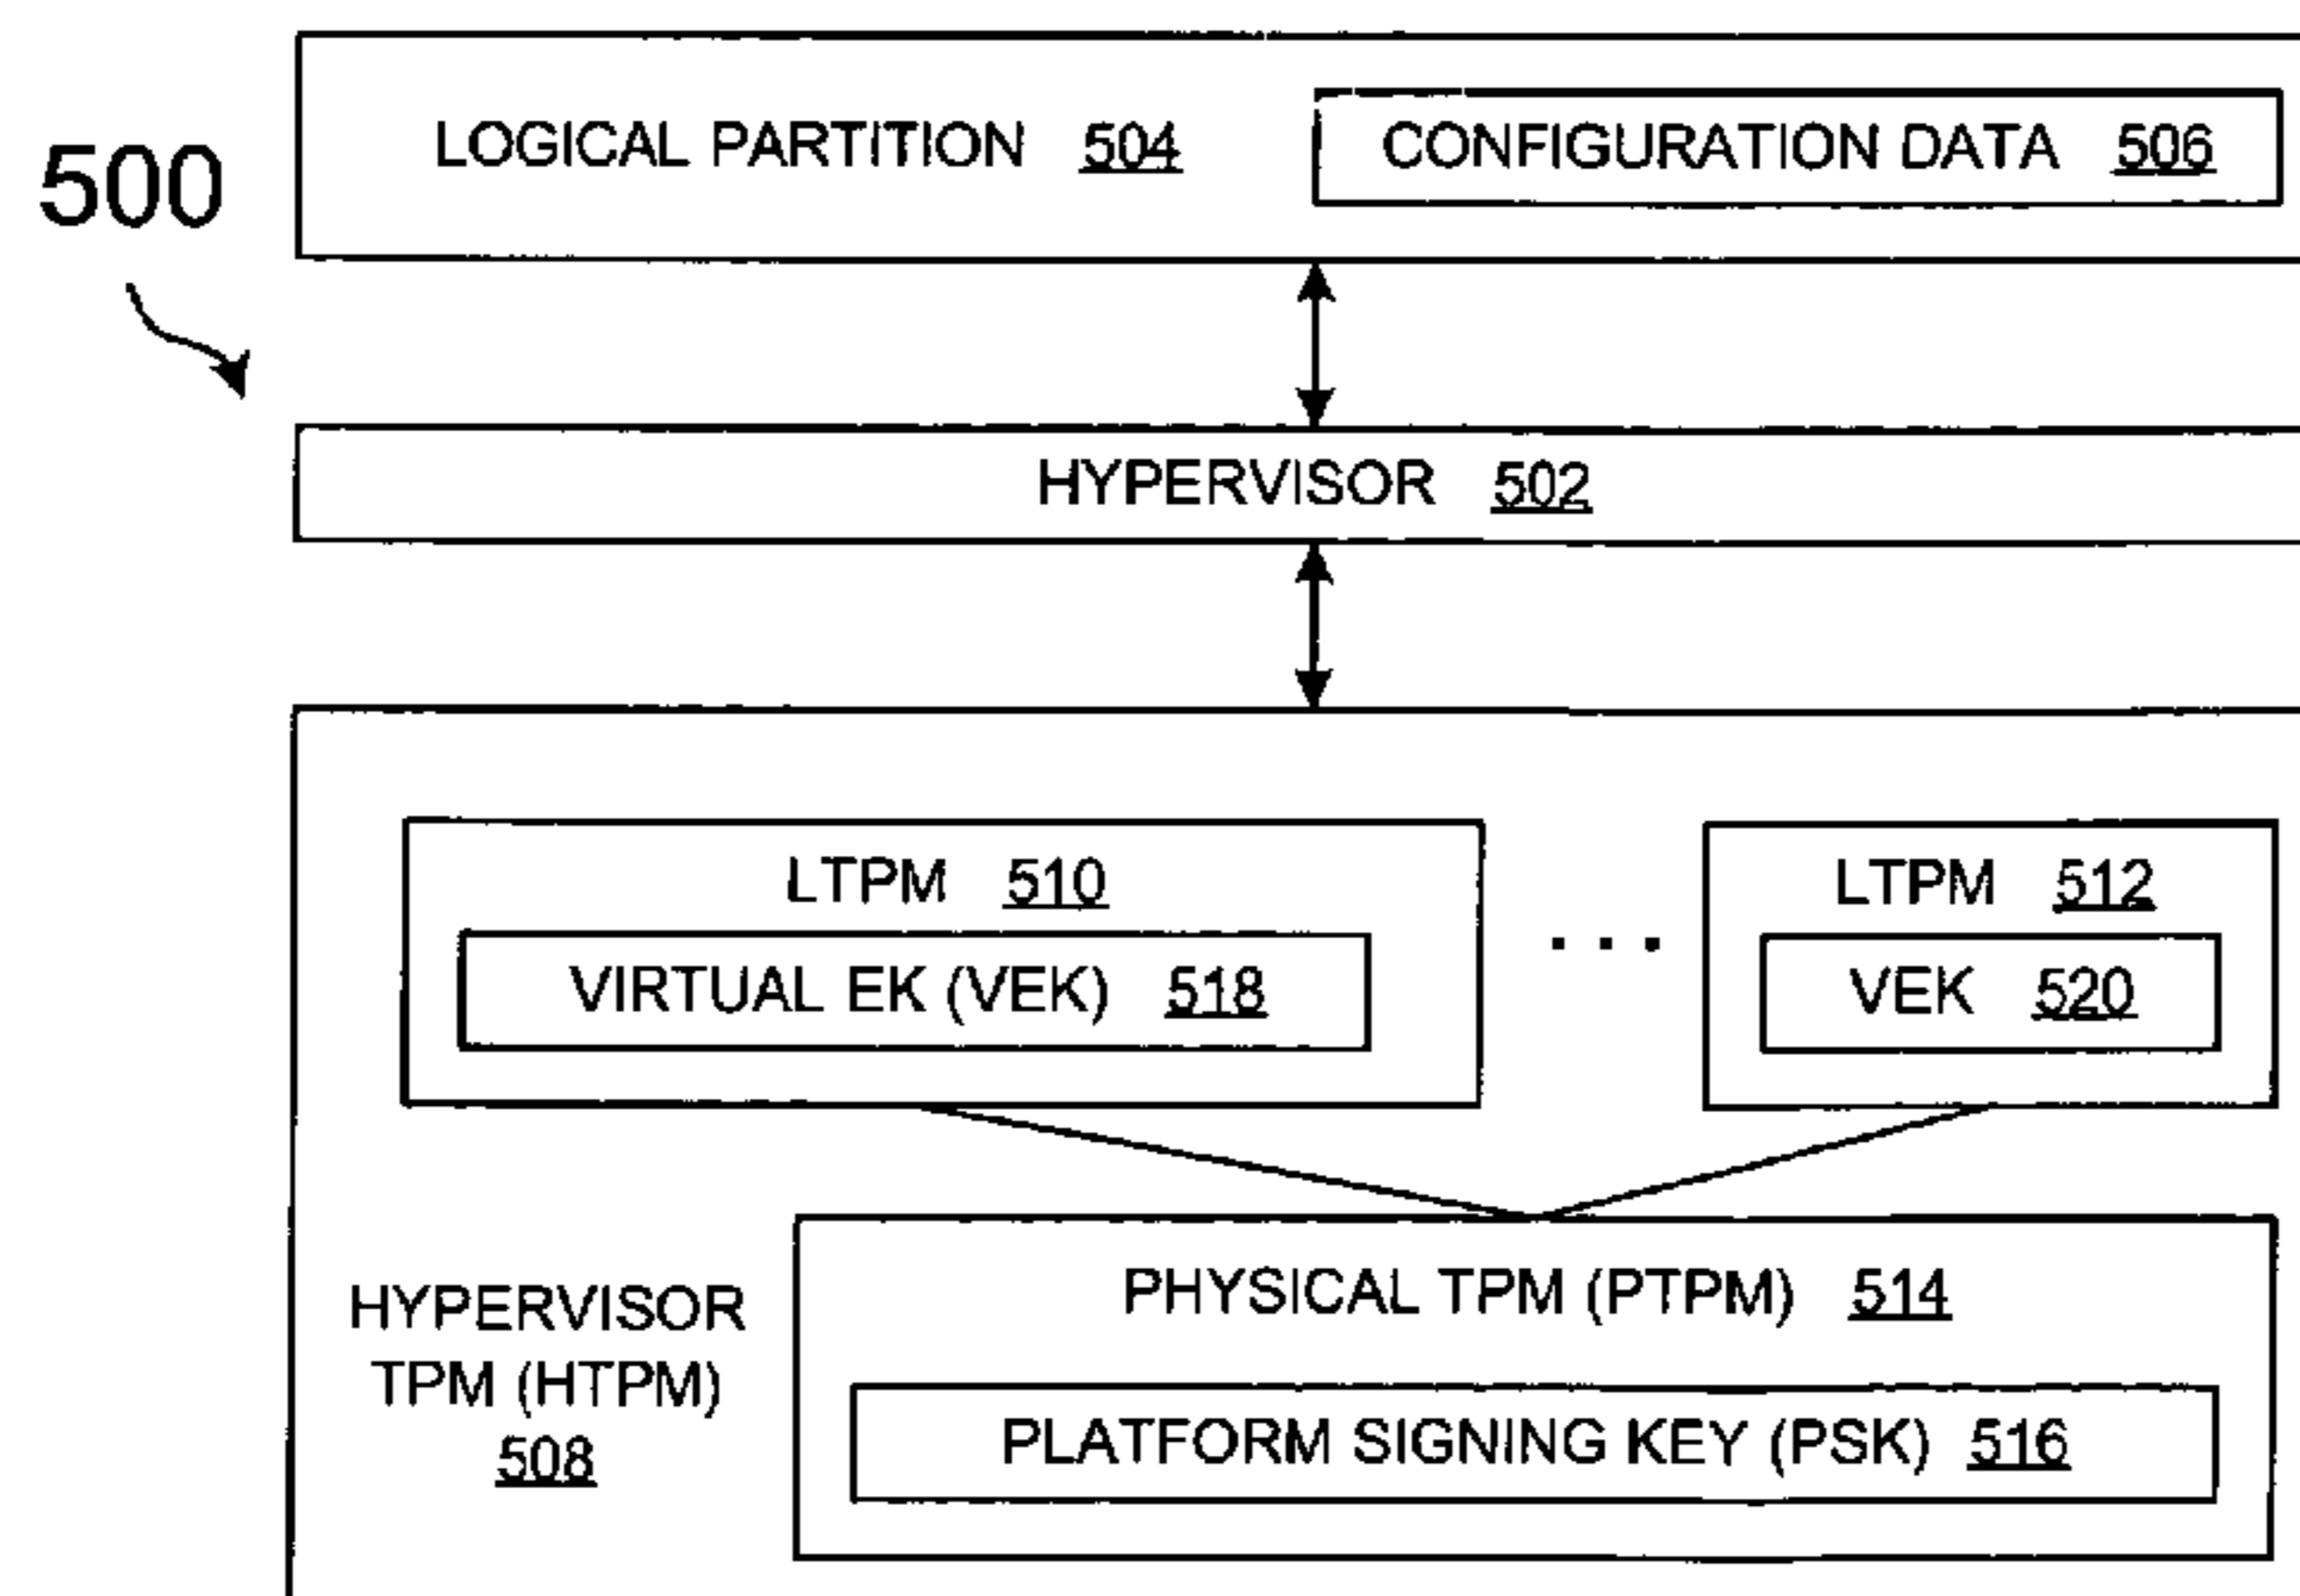 500
LOGICAL PARTITION 504
CONFIGURATION DATA 506
HYPERVISOR 502
LTPM 510
VIRTUAL EK (VEK) 518
. . .
LTPM 512
VEK 520
HYPERVISOR
TPM (HTPM)
508
PHYSICAL TPM (PTPM) 514
PLATFORM SIGNING KEY (PSK) 516